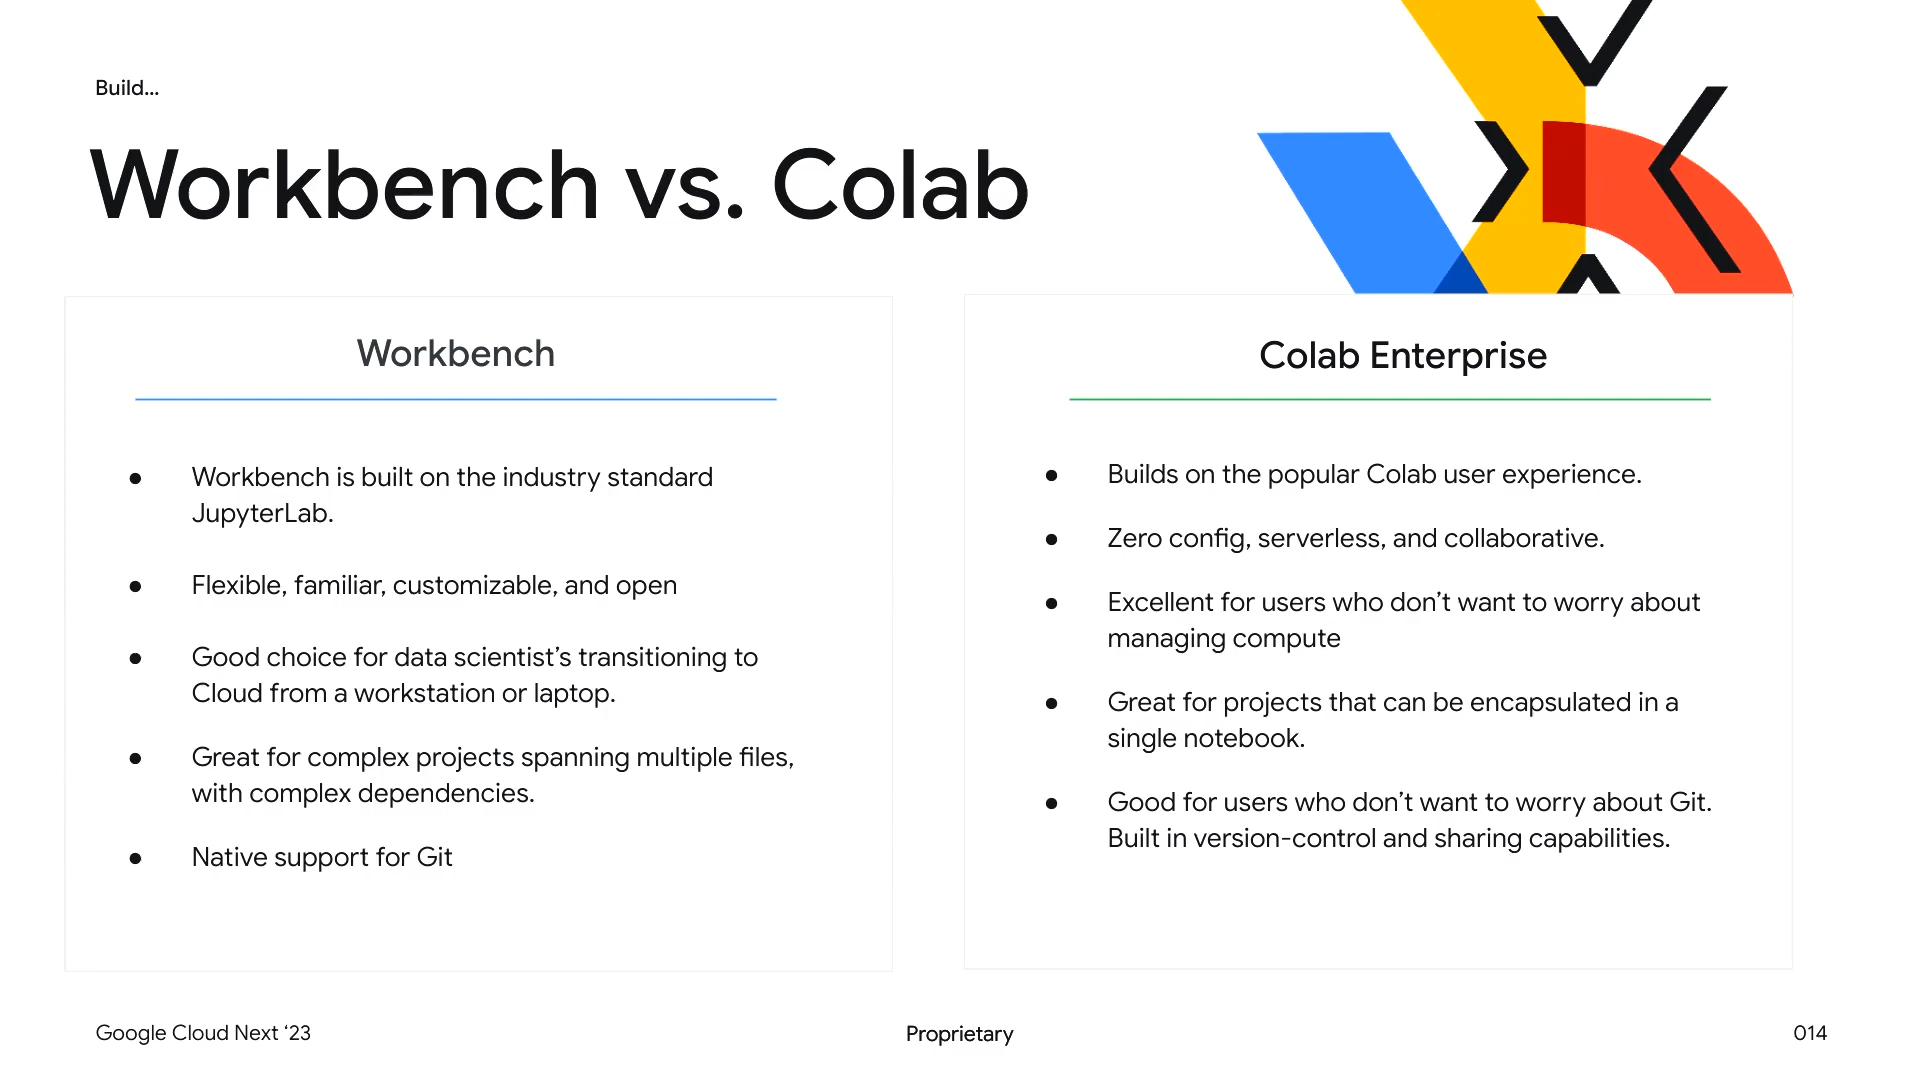 Build...
Workbench vs. Colab
Workbench
● Workbench is built on the industry standard
JupyterLab.
● Flexible, familiar, customizable, and open
● Good choice for data scientist’s transitioning to
Cloud from a workstation or laptop.
● Great for complex projects spanning multiple files,
with complex dependencies.
● Native support for Git
Colab Enterprise
● Builds on the popular Colab user experience.
● Zero config, serverless, and collaborative.
● Excellent for users who don’t want to worry about
managing compute
● Great for projects that can be encapsulated in a
single notebook.
● Good for users who don’t want to worry about Git.
Built in version-control and sharing capabilities.
Google Cloud Next ‘23
Proprietary
014